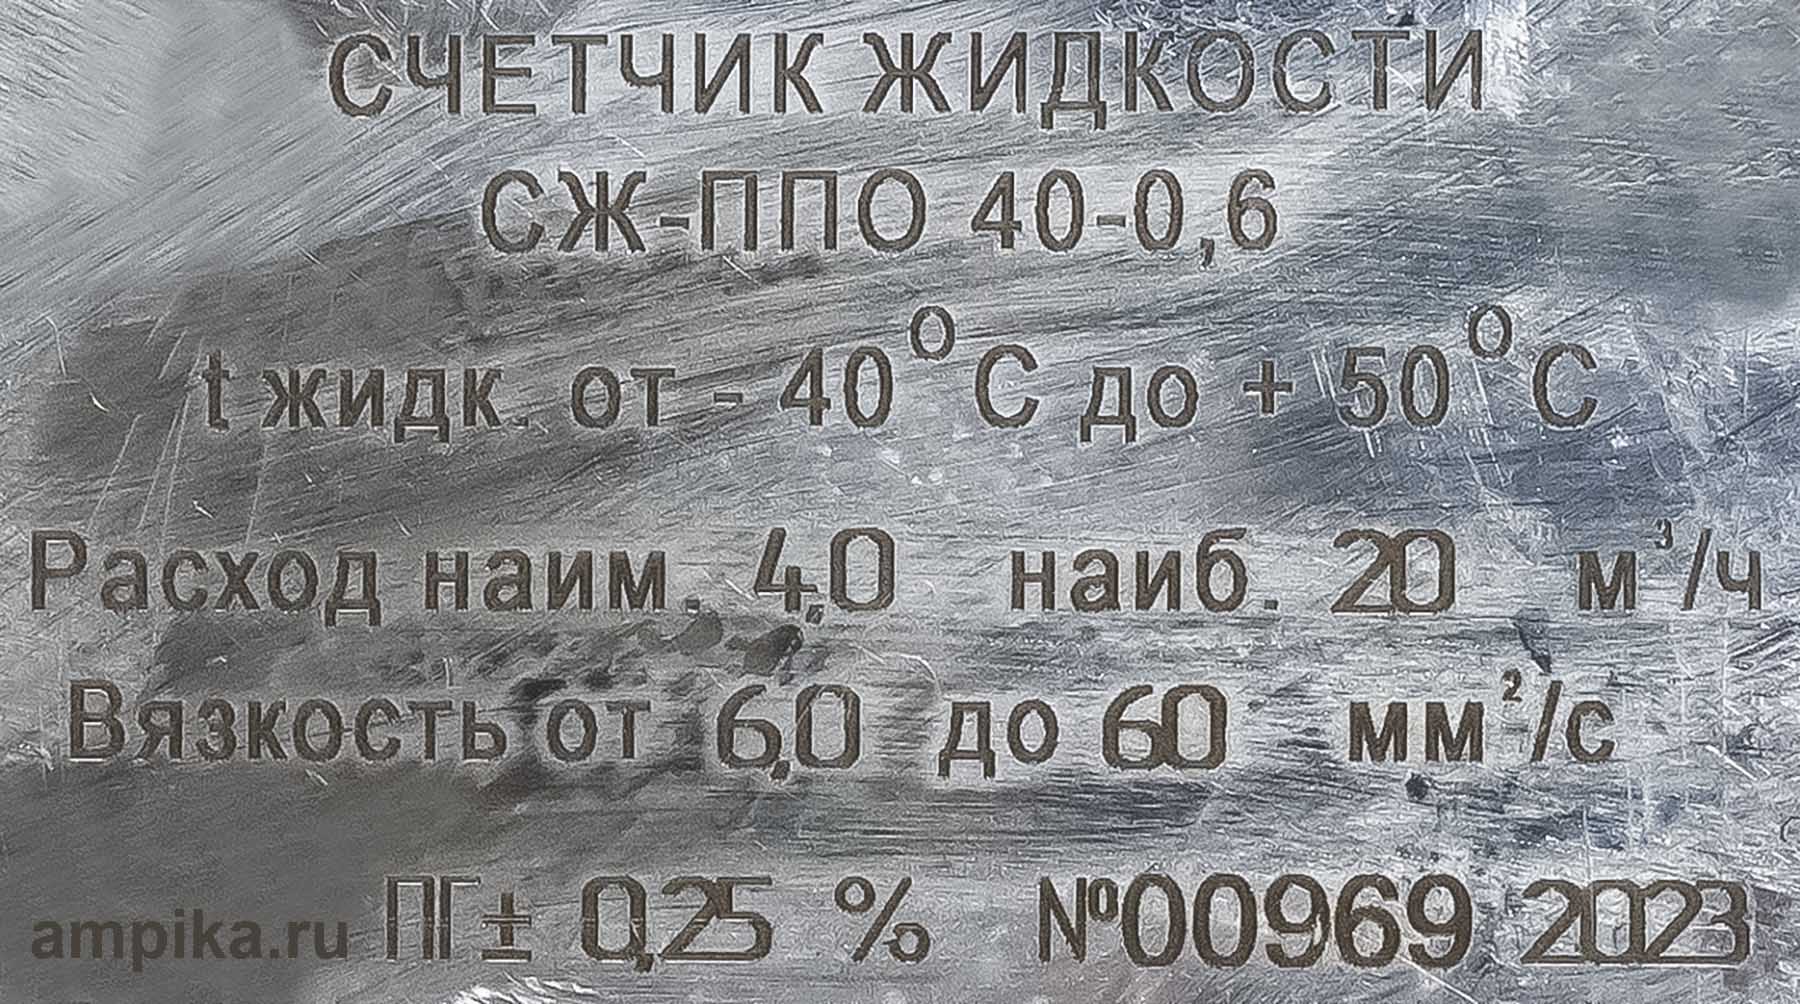 СЧЕТЧИК ЖИДКОСТИ
СЖ-ППО 40-0,6
t жидк. от - 40°С до + 50°С
Расход наим. 4,0 наиб. 20 м³/ч
Вязкость от 6,0 до 60 мм²/с
ПГ ± 0,25 % №00969 2023
ampika.ru